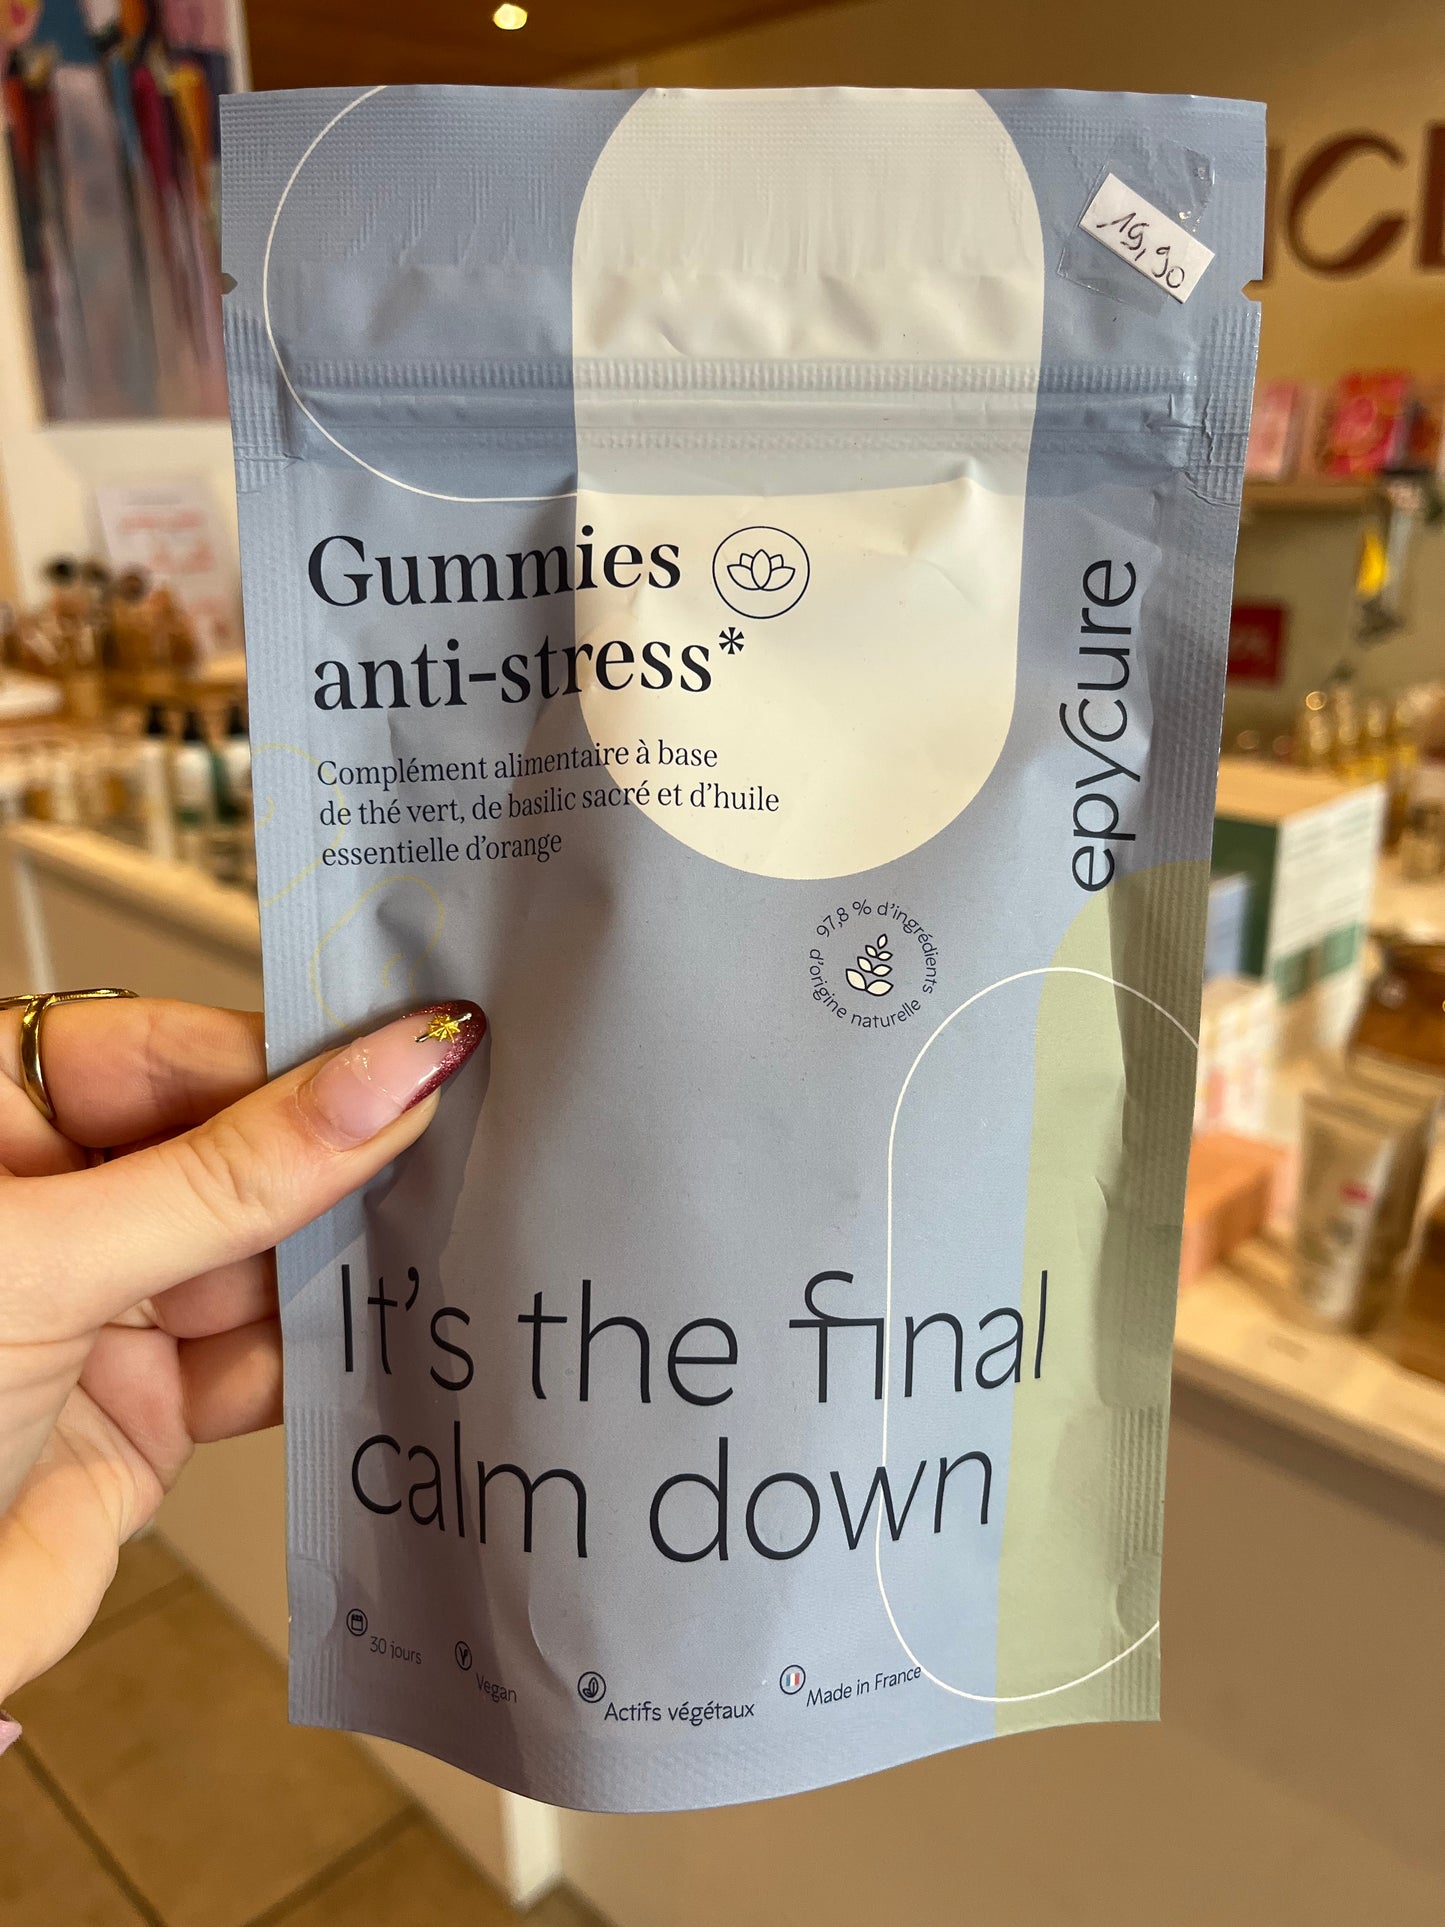 19,90
Gummies
anti-stress*
Complément alimentaire à base
de thé vert, de basilic sacré et d'huile
essentielle d'orange
epycure
97,8 % d'ingrédients d'origine naturelle
It's the final
calm down
30 jours
Vegan
Actifs végétaux
Made in France